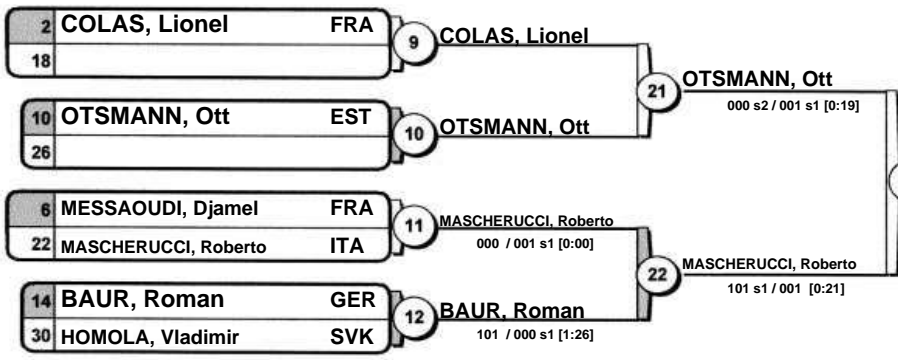 2 COLAS, Lionel FRA
18
9
COLAS, Lionel
10 OTSMANN, Ott EST
26
10
OTSMANN, Ott
21
OTSMANN, Ott
000 s2 / 001 s1 [0:19]
6 MESSAOUDI, Djamel FRA
22 MASCHERUCCI, Roberto ITA
11
MASCHERUCCI, Roberto
000 / 001 s1 [0:00]
14 BAUR, Roman GER
30 HOMOLA, Vladimir SVK
12
BAUR, Roman
101 / 000 s1 [1:26]
22
MASCHERUCCI, Roberto
101 s1 / 001 [0:21]